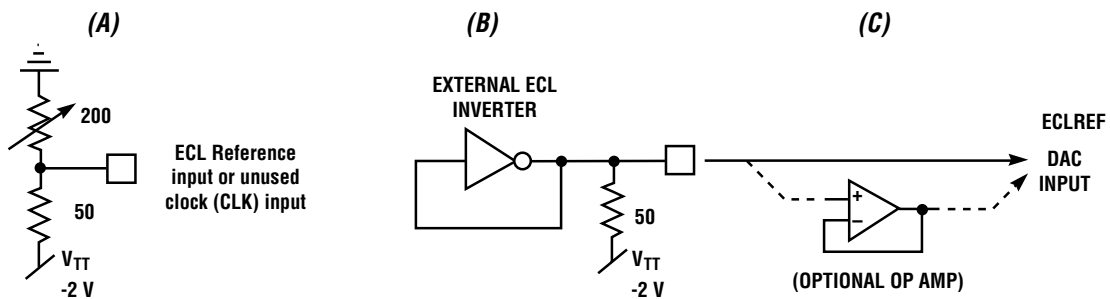 (A)
200
ECL Reference
input or unused
clock (CLK) input
50
VTT
-2 V
(B)
EXTERNAL ECL
INVERTER
50
VTT
-2 V
(C)
ECLREF
DAC
INPUT
+
−
(OPTIONAL OP AMP)